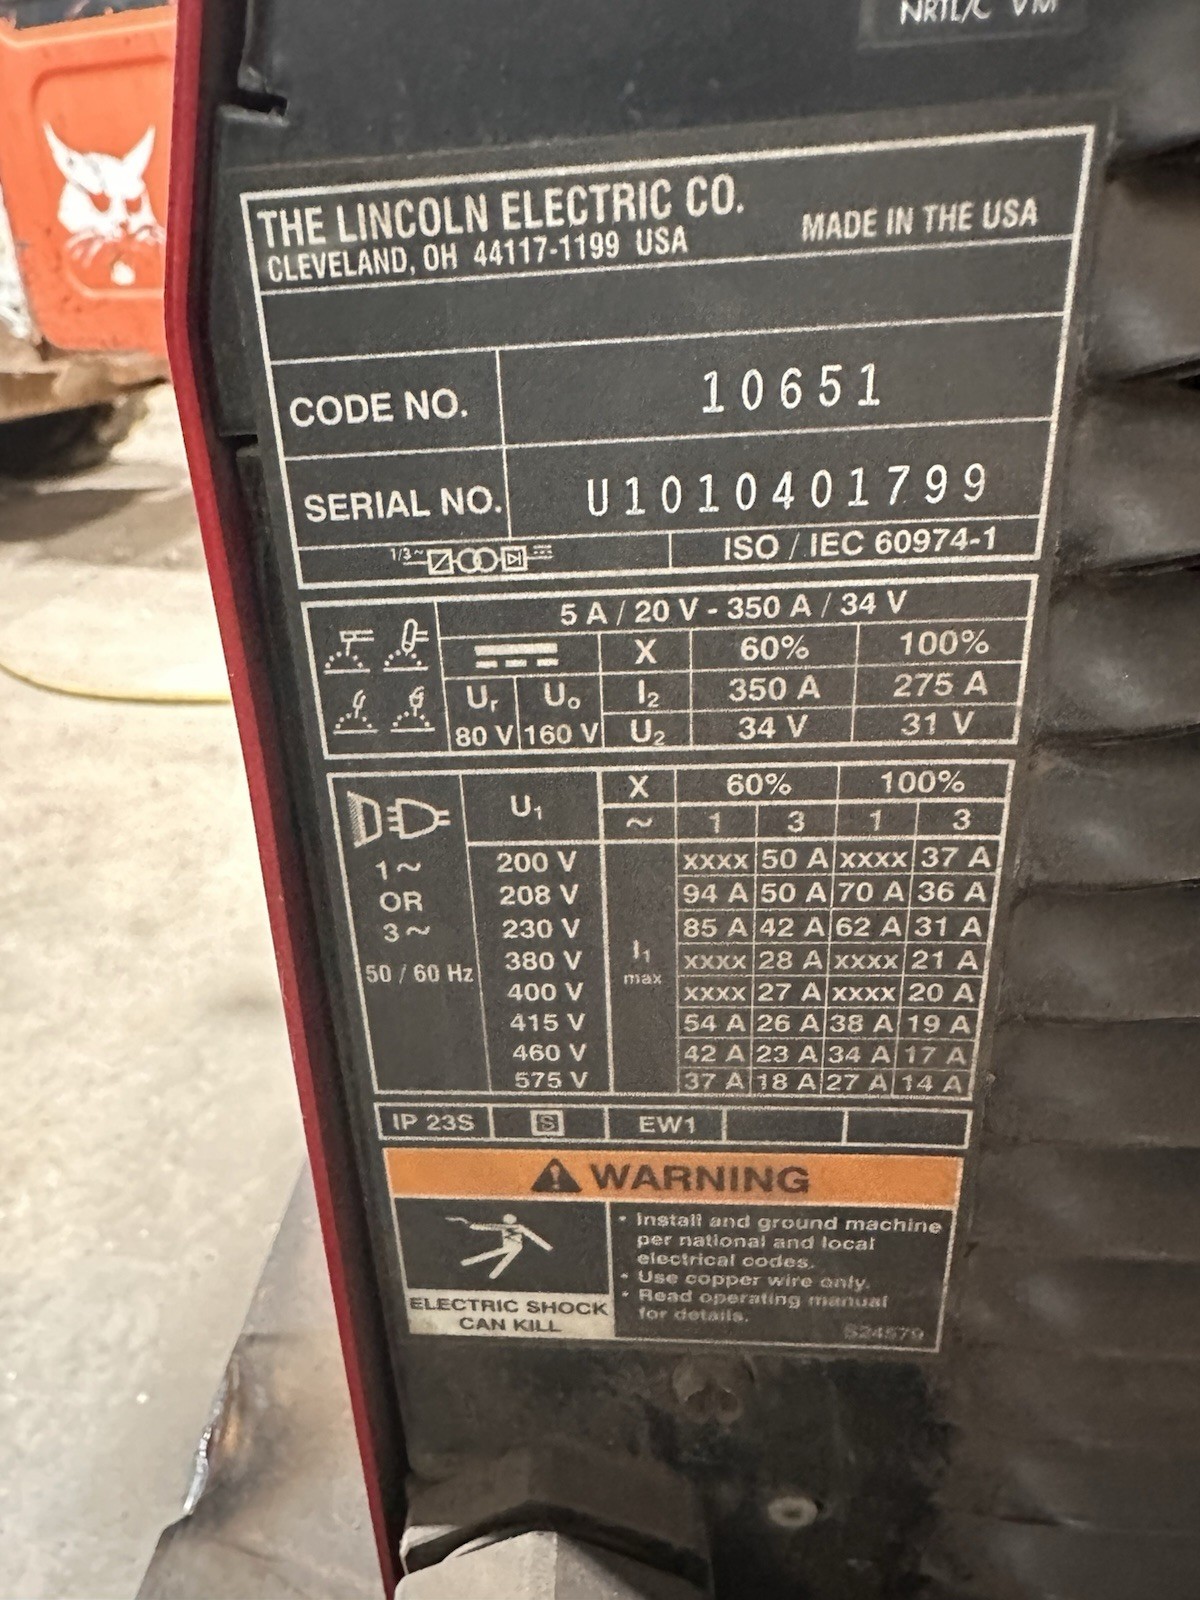 NRTL/C VM
THE LINCOLN ELECTRIC CO.
CLEVELAND, OH 44117-1199 USA MADE IN THE USA
CODE NO. 10651
SERIAL NO. U1010401799
1/3~ ISO / IEC 60974-1
5 A / 20 V - 350 A / 34 V
X 60% 100%
Ur Uo I2 350 A 275 A
80 V 160 V U2 34 V 31 V
U1 X 60% 100%
~ 1 3 1 3
1~ 200 V xxxx 50 A xxxx 37 A
OR 208 V 94 A 50 A 70 A 36 A
3~ 230 V 85 A 42 A 62 A 31 A
50 / 60 Hz 380 V I1 max xxxx 28 A xxxx 21 A
400 V xxxx 27 A xxxx 20 A
415 V 54 A 26 A 38 A 19 A
460 V 42 A 23 A 34 A 17 A
575 V 37 A 18 A 27 A 14 A
IP 23S S EW1
WARNING
ELECTRIC SHOCK
CAN KILL
• Install and ground machine
per national and local
electrical codes.
• Use copper wire only.
• Read operating manual
for details.
S24579